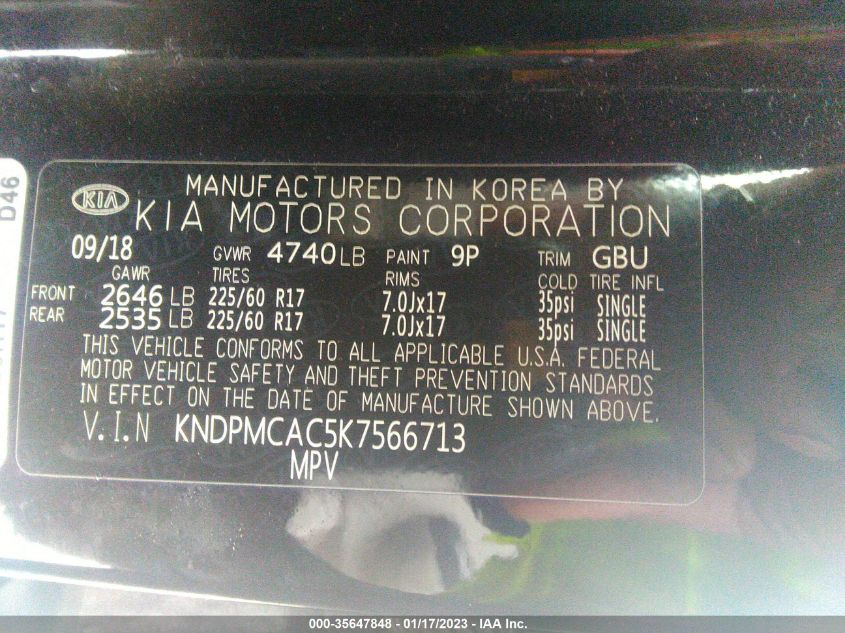 D46
KIA
MANUFACTURED IN KOREA BY
KIA MOTORS CORPORATION
09/18 GVWR 4740LB PAINT 9P TRIM GBU
GAWR TIRES RIMS COLD TIRE INFL
FRONT 2646 LB 225/60 R17 7.0Jx17 35psi SINGLE
REAR 2535 LB 225/60 R17 7.0Jx17 35psi SINGLE
THIS VEHICLE CONFORMS TO ALL APPLICABLE U.S.A. FEDERAL
MOTOR VEHICLE SAFETY AND THEFT PREVENTION STANDARDS
IN EFFECT ON THE DATE OF MANUFACTURE SHOWN ABOVE.
V.I.N KNDPMCAC5K7566713
MPV
000-35647848 - 01/17/2023 - IAA Inc.